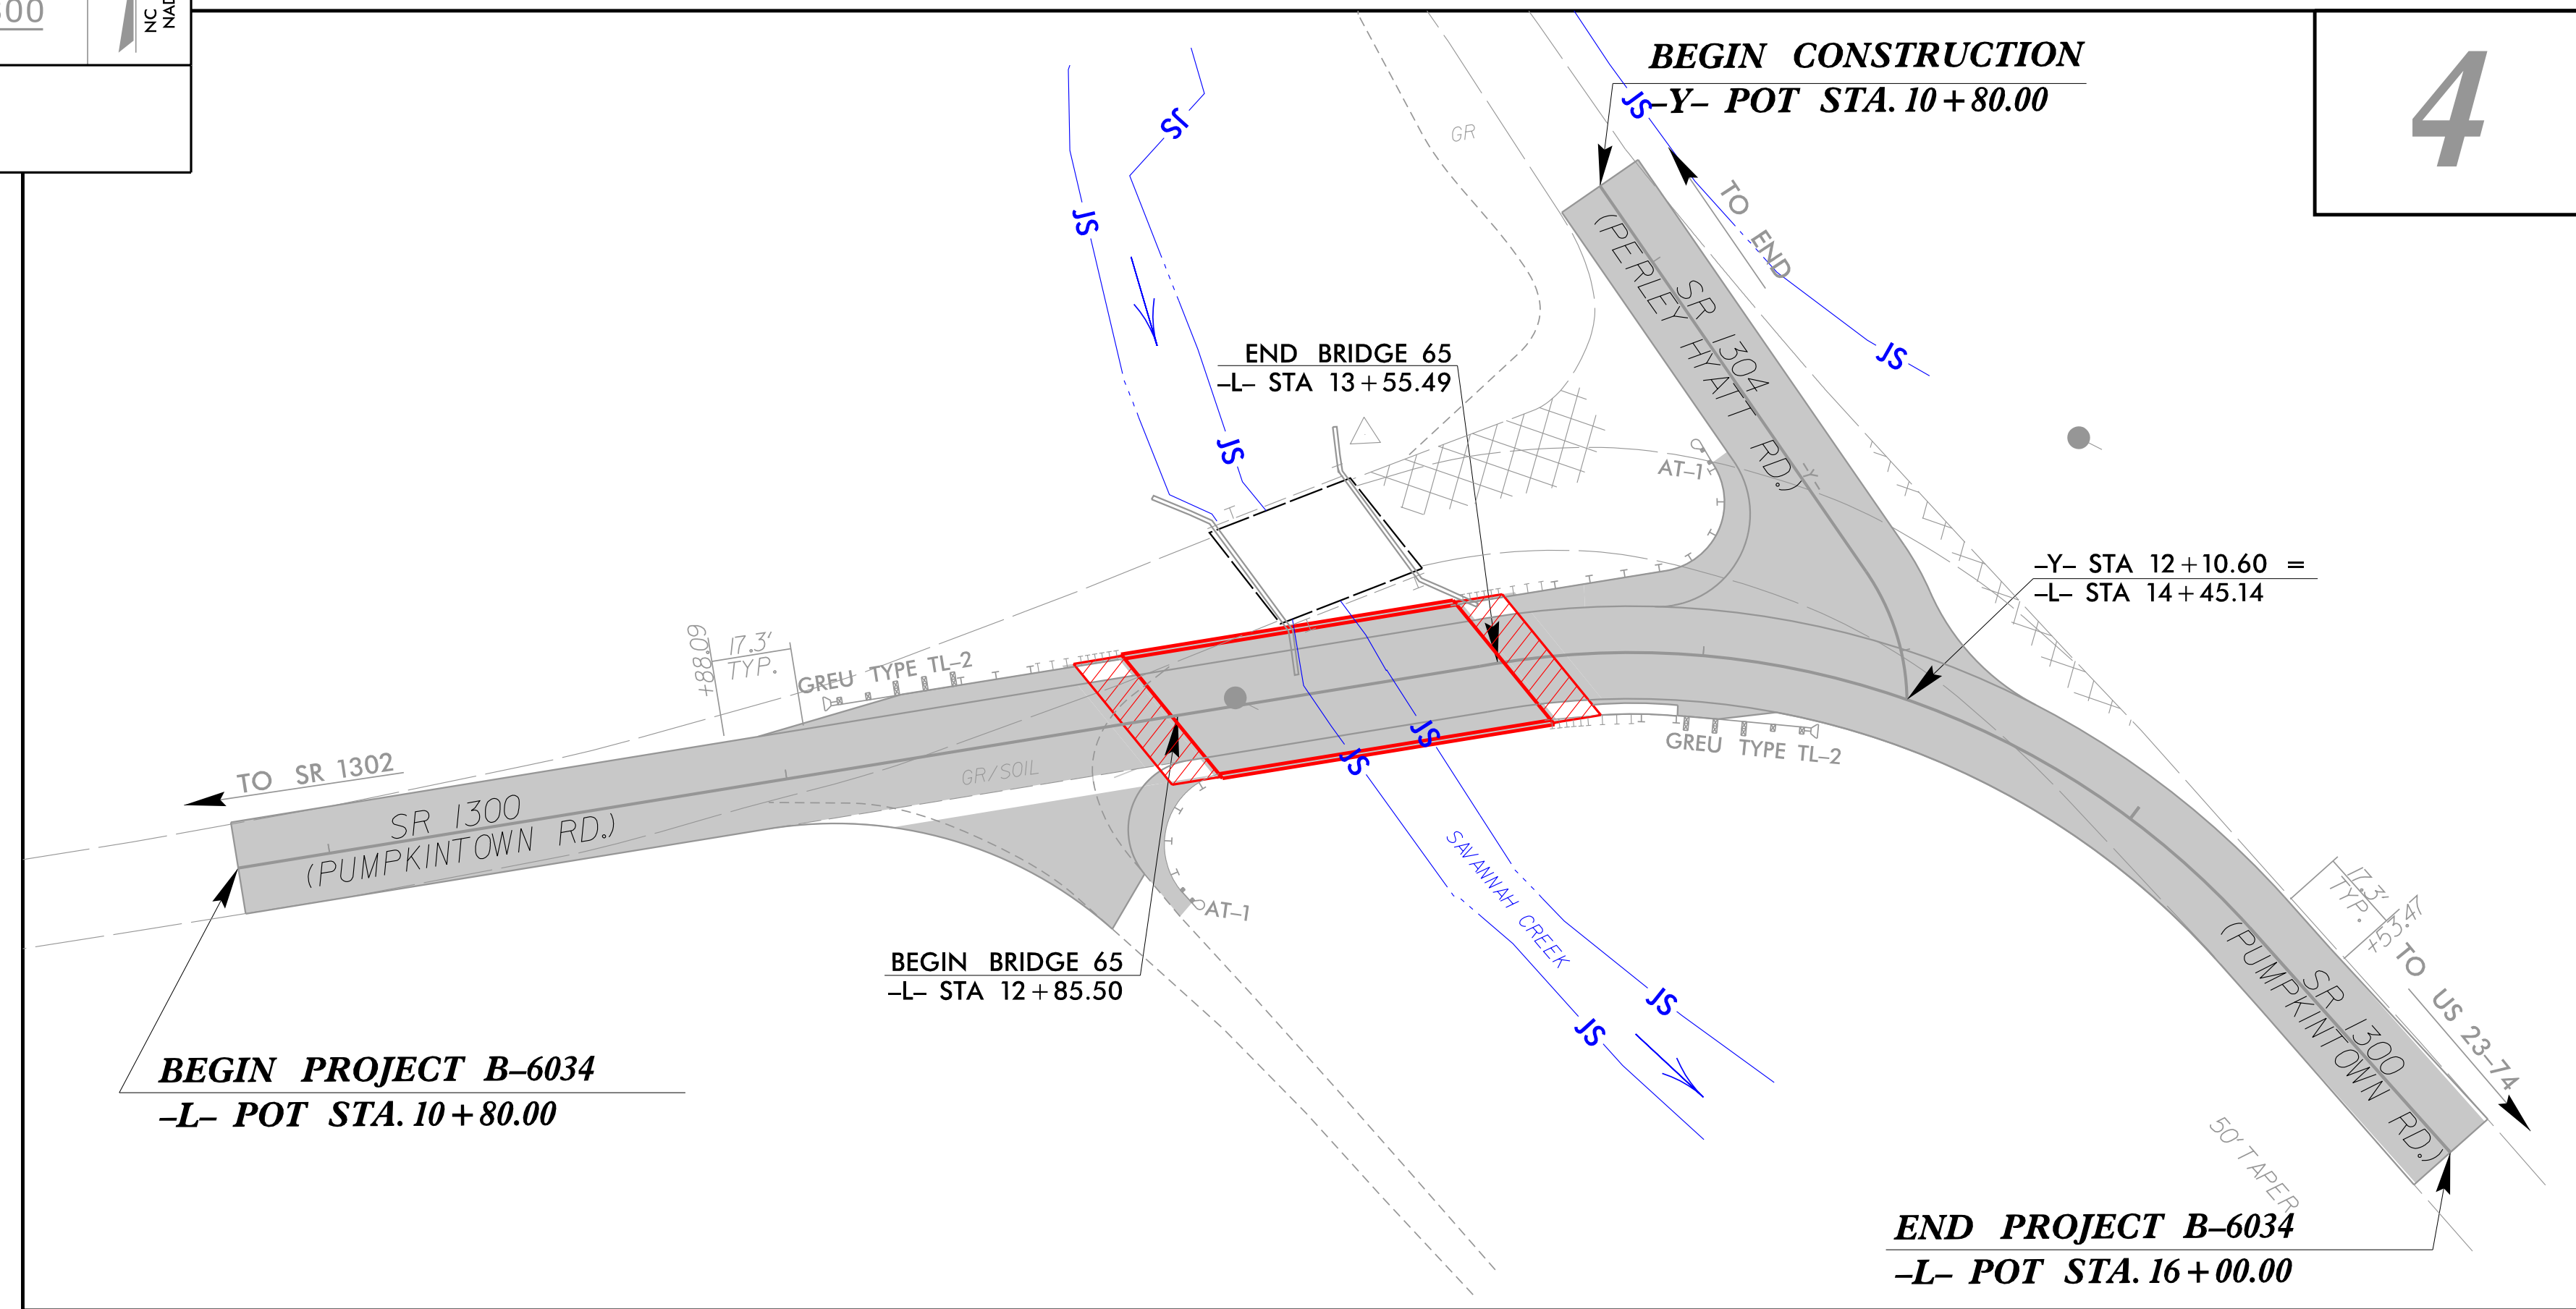 NC
NAD
4
BEGIN CONSTRUCTION
–Y– POT STA. 10+80.00
JS
JS
JS
JS
JS
TO END
GR
SR 1304
(PERLEY HYATT RD.)
–Y–
END BRIDGE 65
–L– STA 13+55.49
AT–1
–Y– STA 12+10.60 =
–L– STA 14+45.14
+88.09
17.3'
TYP.
GREU TYPE TL–2
GREU TYPE TL–2
TO SR 1302
SR 1300
(PUMPKINTOWN RD.)
GR/SOIL
JS
JS
SAVANNAH CREEK
AT–1
BEGIN BRIDGE 65
–L– STA 12+85.50
JS
JS
17.3'
TYP.
+53.47
TO US 23–74
SR 1300
(PUMPKINTOWN RD.)
BEGIN PROJECT B–6034
–L– POT STA. 10+80.00
50' TAPER
END PROJECT B–6034
–L– POT STA. 16+00.00